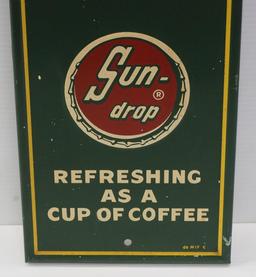 Sun-
drop®
REFRESHING
AS A
CUP OF COFFEE